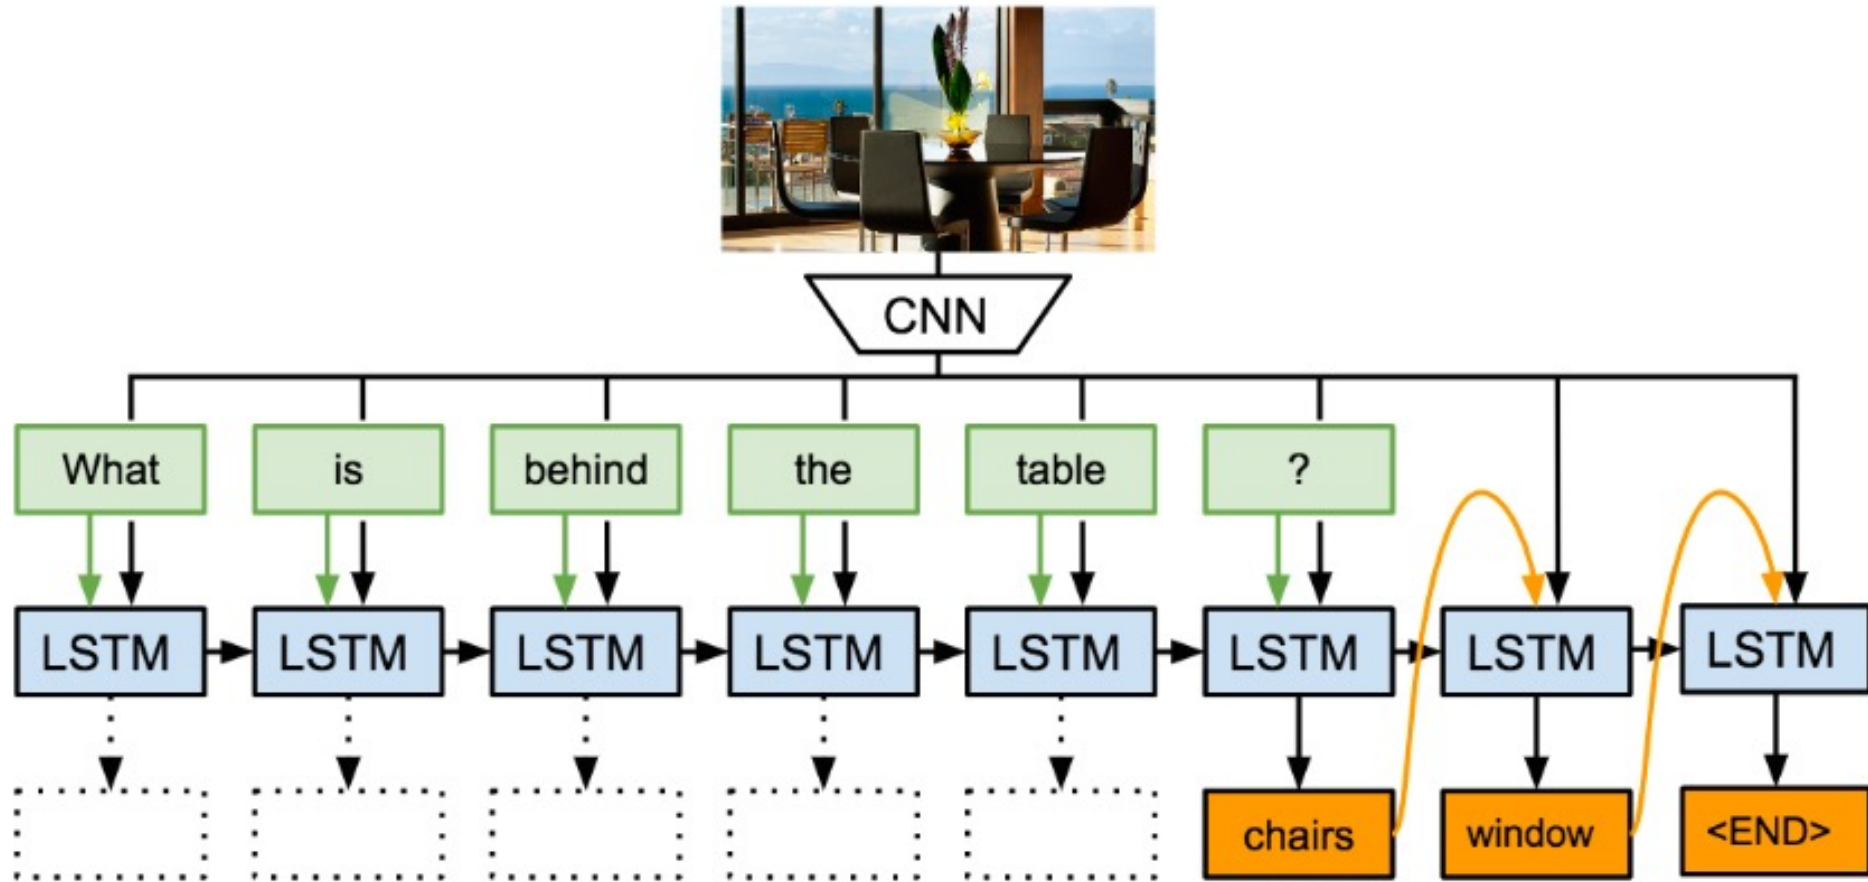 CNN
What is behind the table ?
LSTM LSTM LSTM LSTM LSTM LSTM LSTM LSTM
chairs window <END>